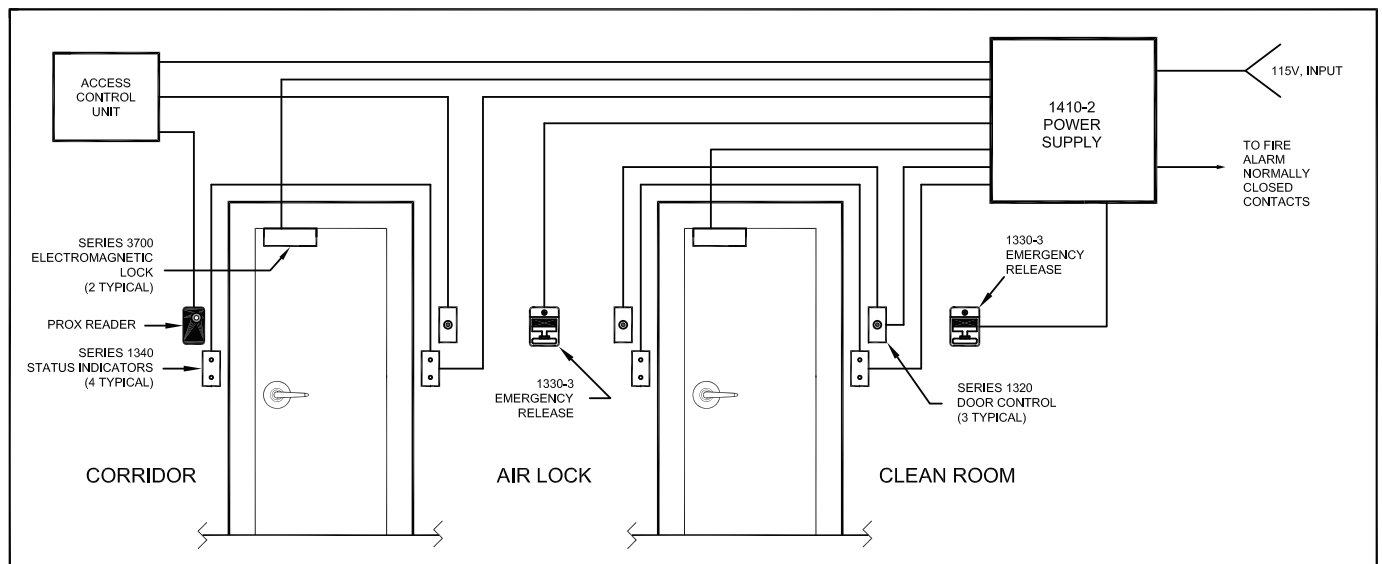 ACCESS
CONTROL
UNIT
1410-2
POWER
SUPPLY
115V, INPUT
TO FIRE
ALARM
NORMALLY
CLOSED
CONTACTS
SERIES 3700
ELECTROMAGNETIC
LOCK
(2 TYPICAL)
PROX READER
SERIES 1340
STATUS INDICATORS
(4 TYPICAL)
1330-3
EMERGENCY
RELEASE
1330-3
EMERGENCY
RELEASE
SERIES 1320
DOOR CONTROL
(3 TYPICAL)
CORRIDOR
AIR LOCK
CLEAN ROOM